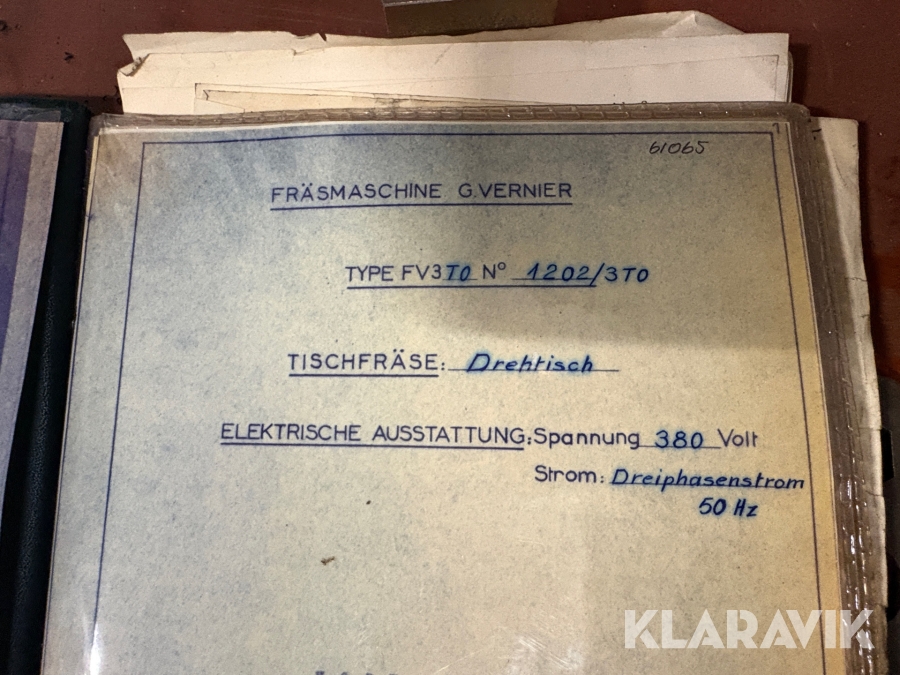 61065
FRÄSMASCHINE G.VERNIER
TYPE FV3TO Nº 1202/3TO
TISCHFRÄSE: Drehtisch
ELEKTRISCHE AUSSTATTUNG: Spannung 380 Volt
Strom: Dreiphasenstrom
50 Hz
KLARAVIK